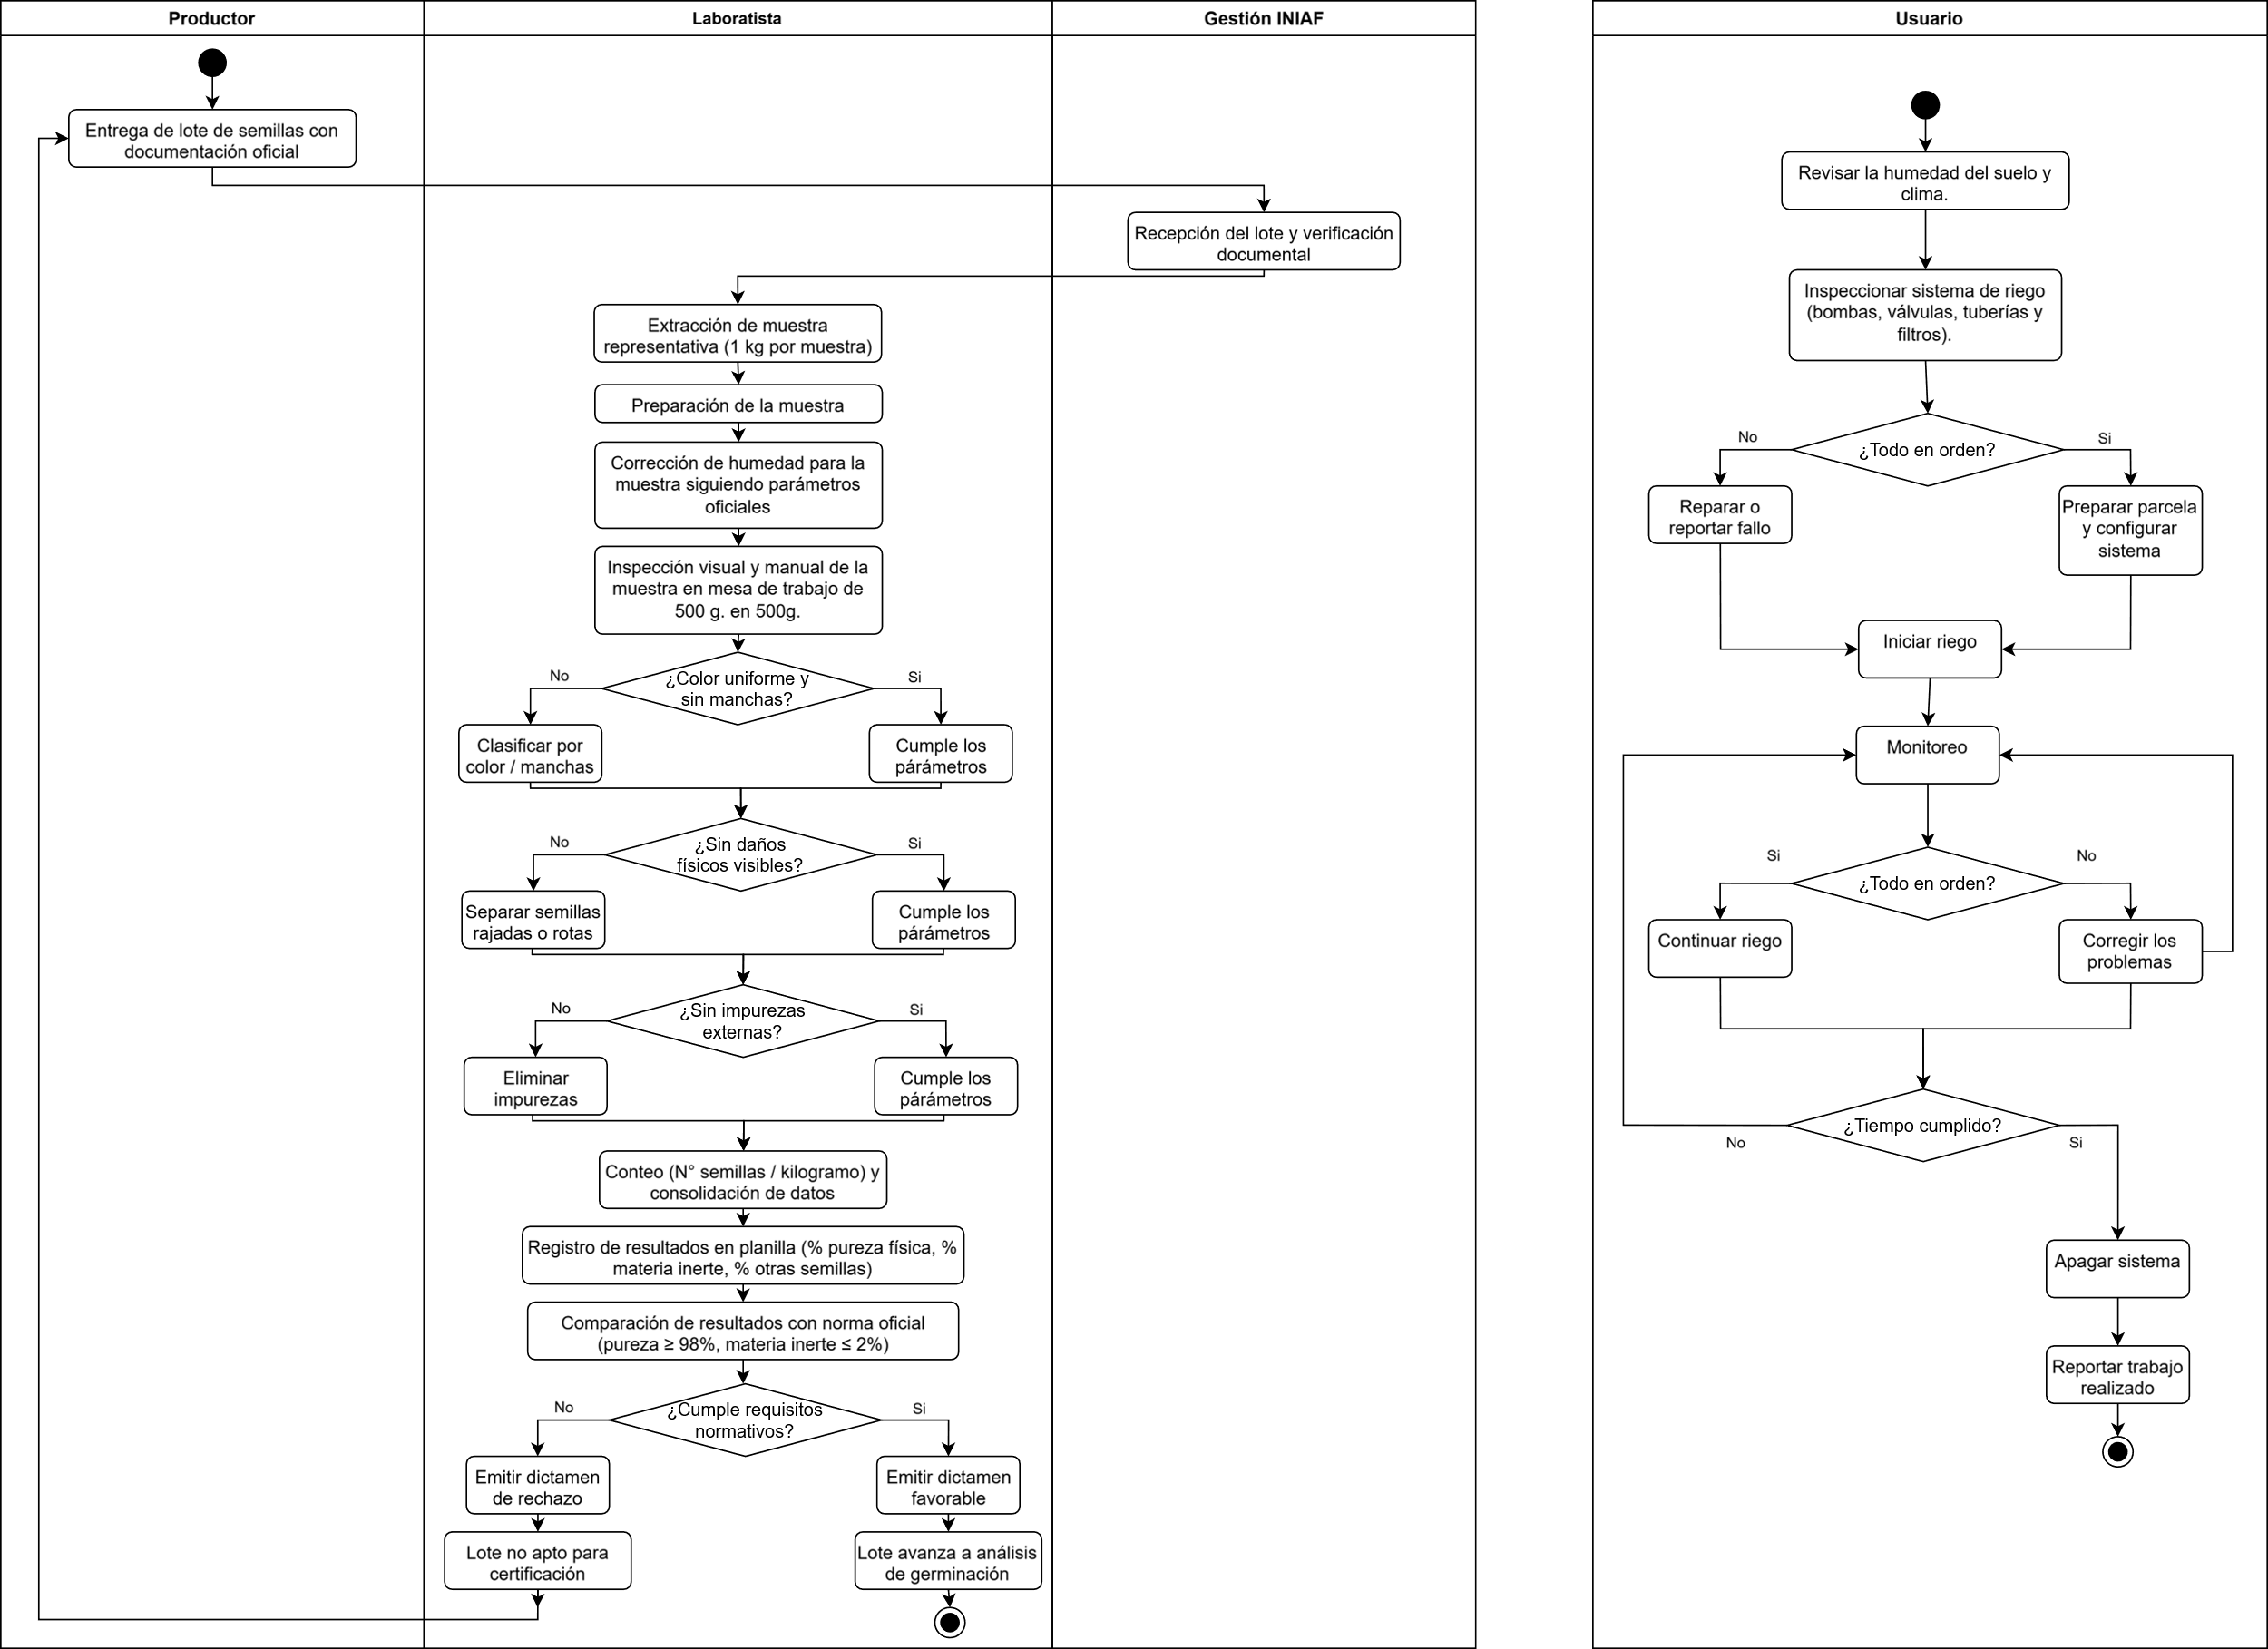 Productor
Laboratista
Gestión INIAF
Entrega de lote de semillas con
documentación oficial
Recepción del lote y verificación
documental
Extracción de muestra
representativa (1 kg por muestra)
Preparación de la muestra
Corrección de humedad para la
muestra siguiendo parámetros
oficiales
Inspección visual y manual de la
muestra en mesa de trabajo de
500 g. en 500g.
¿Color uniforme y
sin manchas?
No
Si
Clasificar por
color / manchas
Cumple los
párámetros
¿Sin daños
físicos visibles?
No
Si
Separar semillas
rajadas o rotas
Cumple los
párámetros
¿Sin impurezas
externas?
No
Si
Eliminar
impurezas
Cumple los
párámetros
Conteo (N° semillas / kilogramo) y
consolidación de datos
Registro de resultados en planilla (% pureza física, %
materia inerte, % otras semillas)
Comparación de resultados con norma oficial
(pureza ≥ 98%, materia inerte ≤ 2%)
¿Cumple requisitos
normativos?
No
Si
Emitir dictamen
de rechazo
Emitir dictamen
favorable
Lote no apto para
certificación
Lote avanza a análisis
de germinación
Usuario
Revisar la humedad del suelo y
clima.
Inspeccionar sistema de riego
(bombas, válvulas, tuberías y
filtros).
¿Todo en orden?
No
Si
Reparar o
reportar fallo
Preparar parcela
y configurar
sistema
Iniciar riego
Monitoreo
¿Todo en orden?
Si
No
Continuar riego
Corregir los
problemas
¿Tiempo cumplido?
No
Si
Apagar sistema
Reportar trabajo
realizado